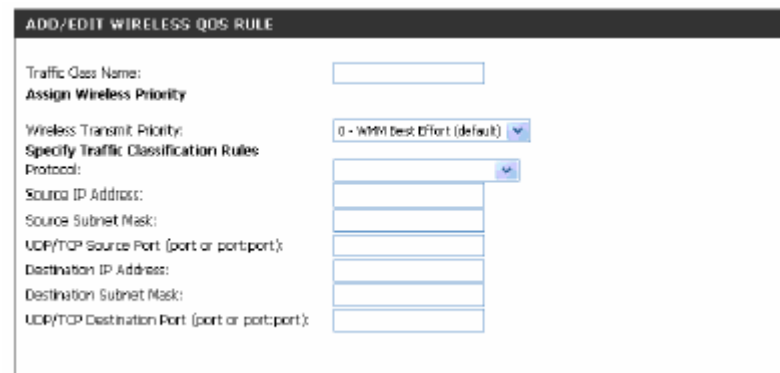 ADD/EDIT WIRELESS QOS RULE
Traffic Class Name:
Assign Wireless Priority
Wireless Transmit Priority: 0 - WMM Best Effort (default)
Specify Traffic Classification Rules
Protocol:
Source IP Address:
Source Subnet Mask:
UDP/TCP Source Port (port or port:port):
Destination IP Address:
Destination Subnet Mask:
UDP/TCP Destination Port (port or port:port):